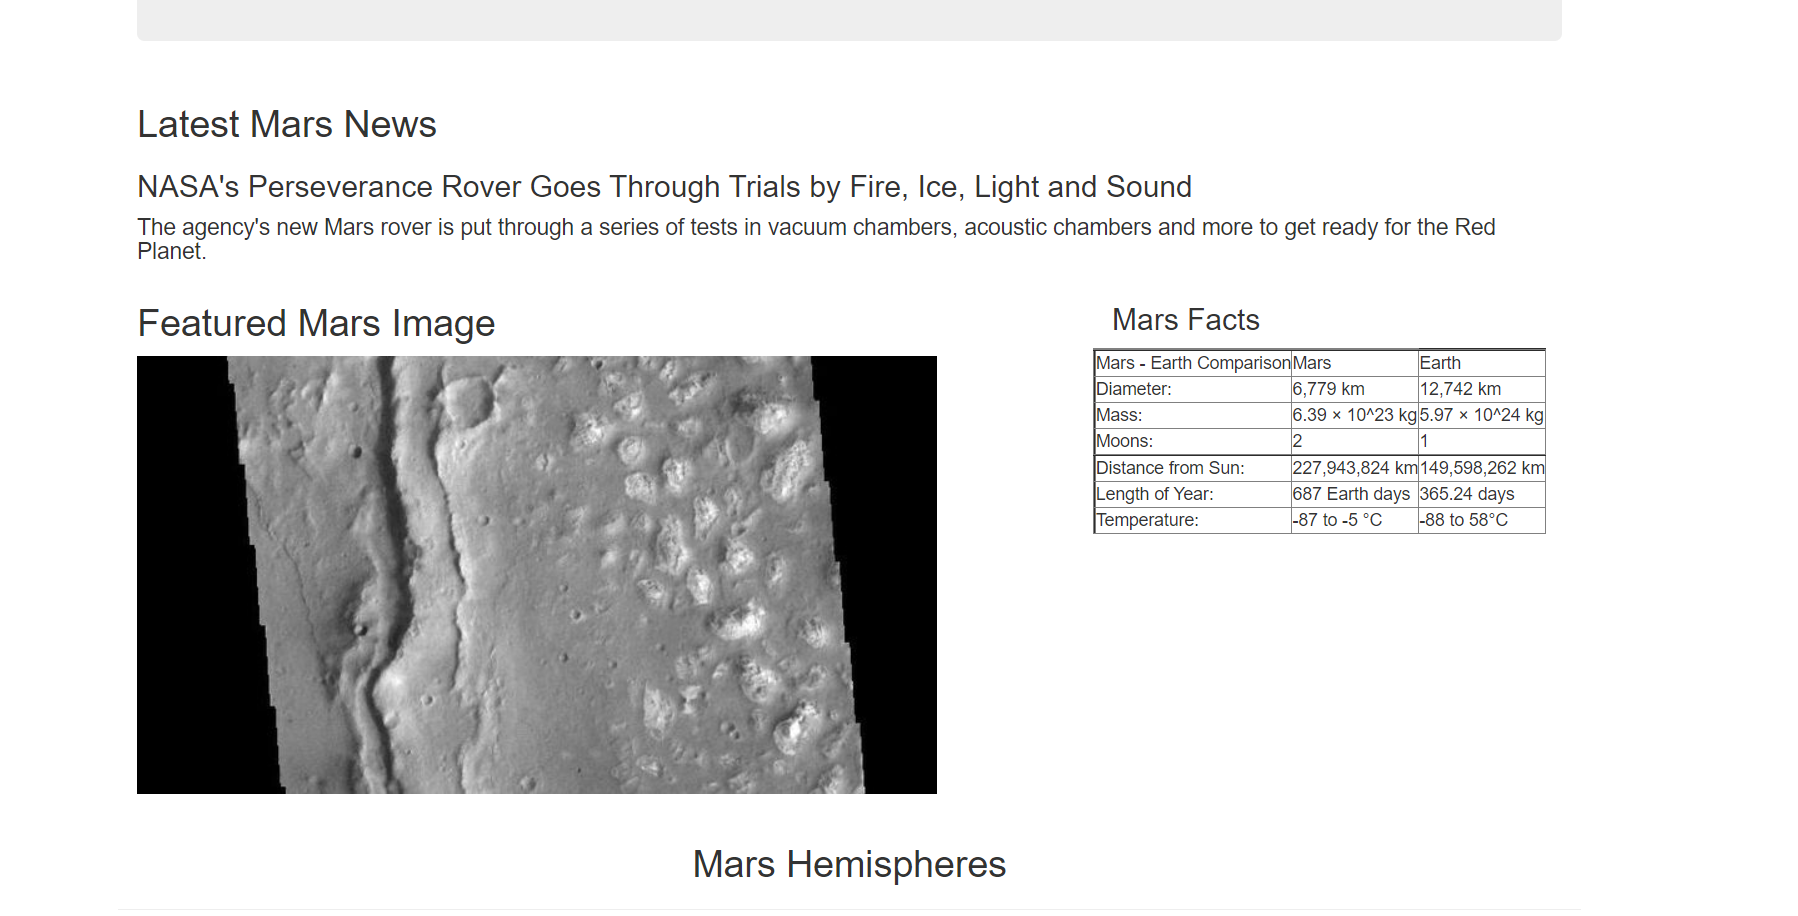 Latest Mars News
NASA's Perseverance Rover Goes Through Trials by Fire, Ice, Light and Sound
The agency's new Mars rover is put through a series of tests in vacuum chambers, acoustic chambers and more to get ready for the Red
Planet.
Featured Mars Image
Mars Facts
Mars - Earth Comparison Mars Earth
Diameter: 6,779 km 12,742 km
Mass: 6.39 × 10^23 kg 5.97 × 10^24 kg
Moons: 2 1
Distance from Sun: 227,943,824 km 149,598,262 km
Length of Year: 687 Earth days 365.24 days
Temperature: -87 to -5 °C -88 to 58°C
Mars Hemispheres